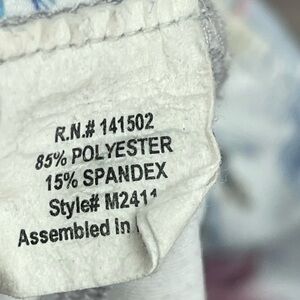 R.N.# 141502
85% POLYESTER
15% SPANDEX
Style# M2411
Assembled in